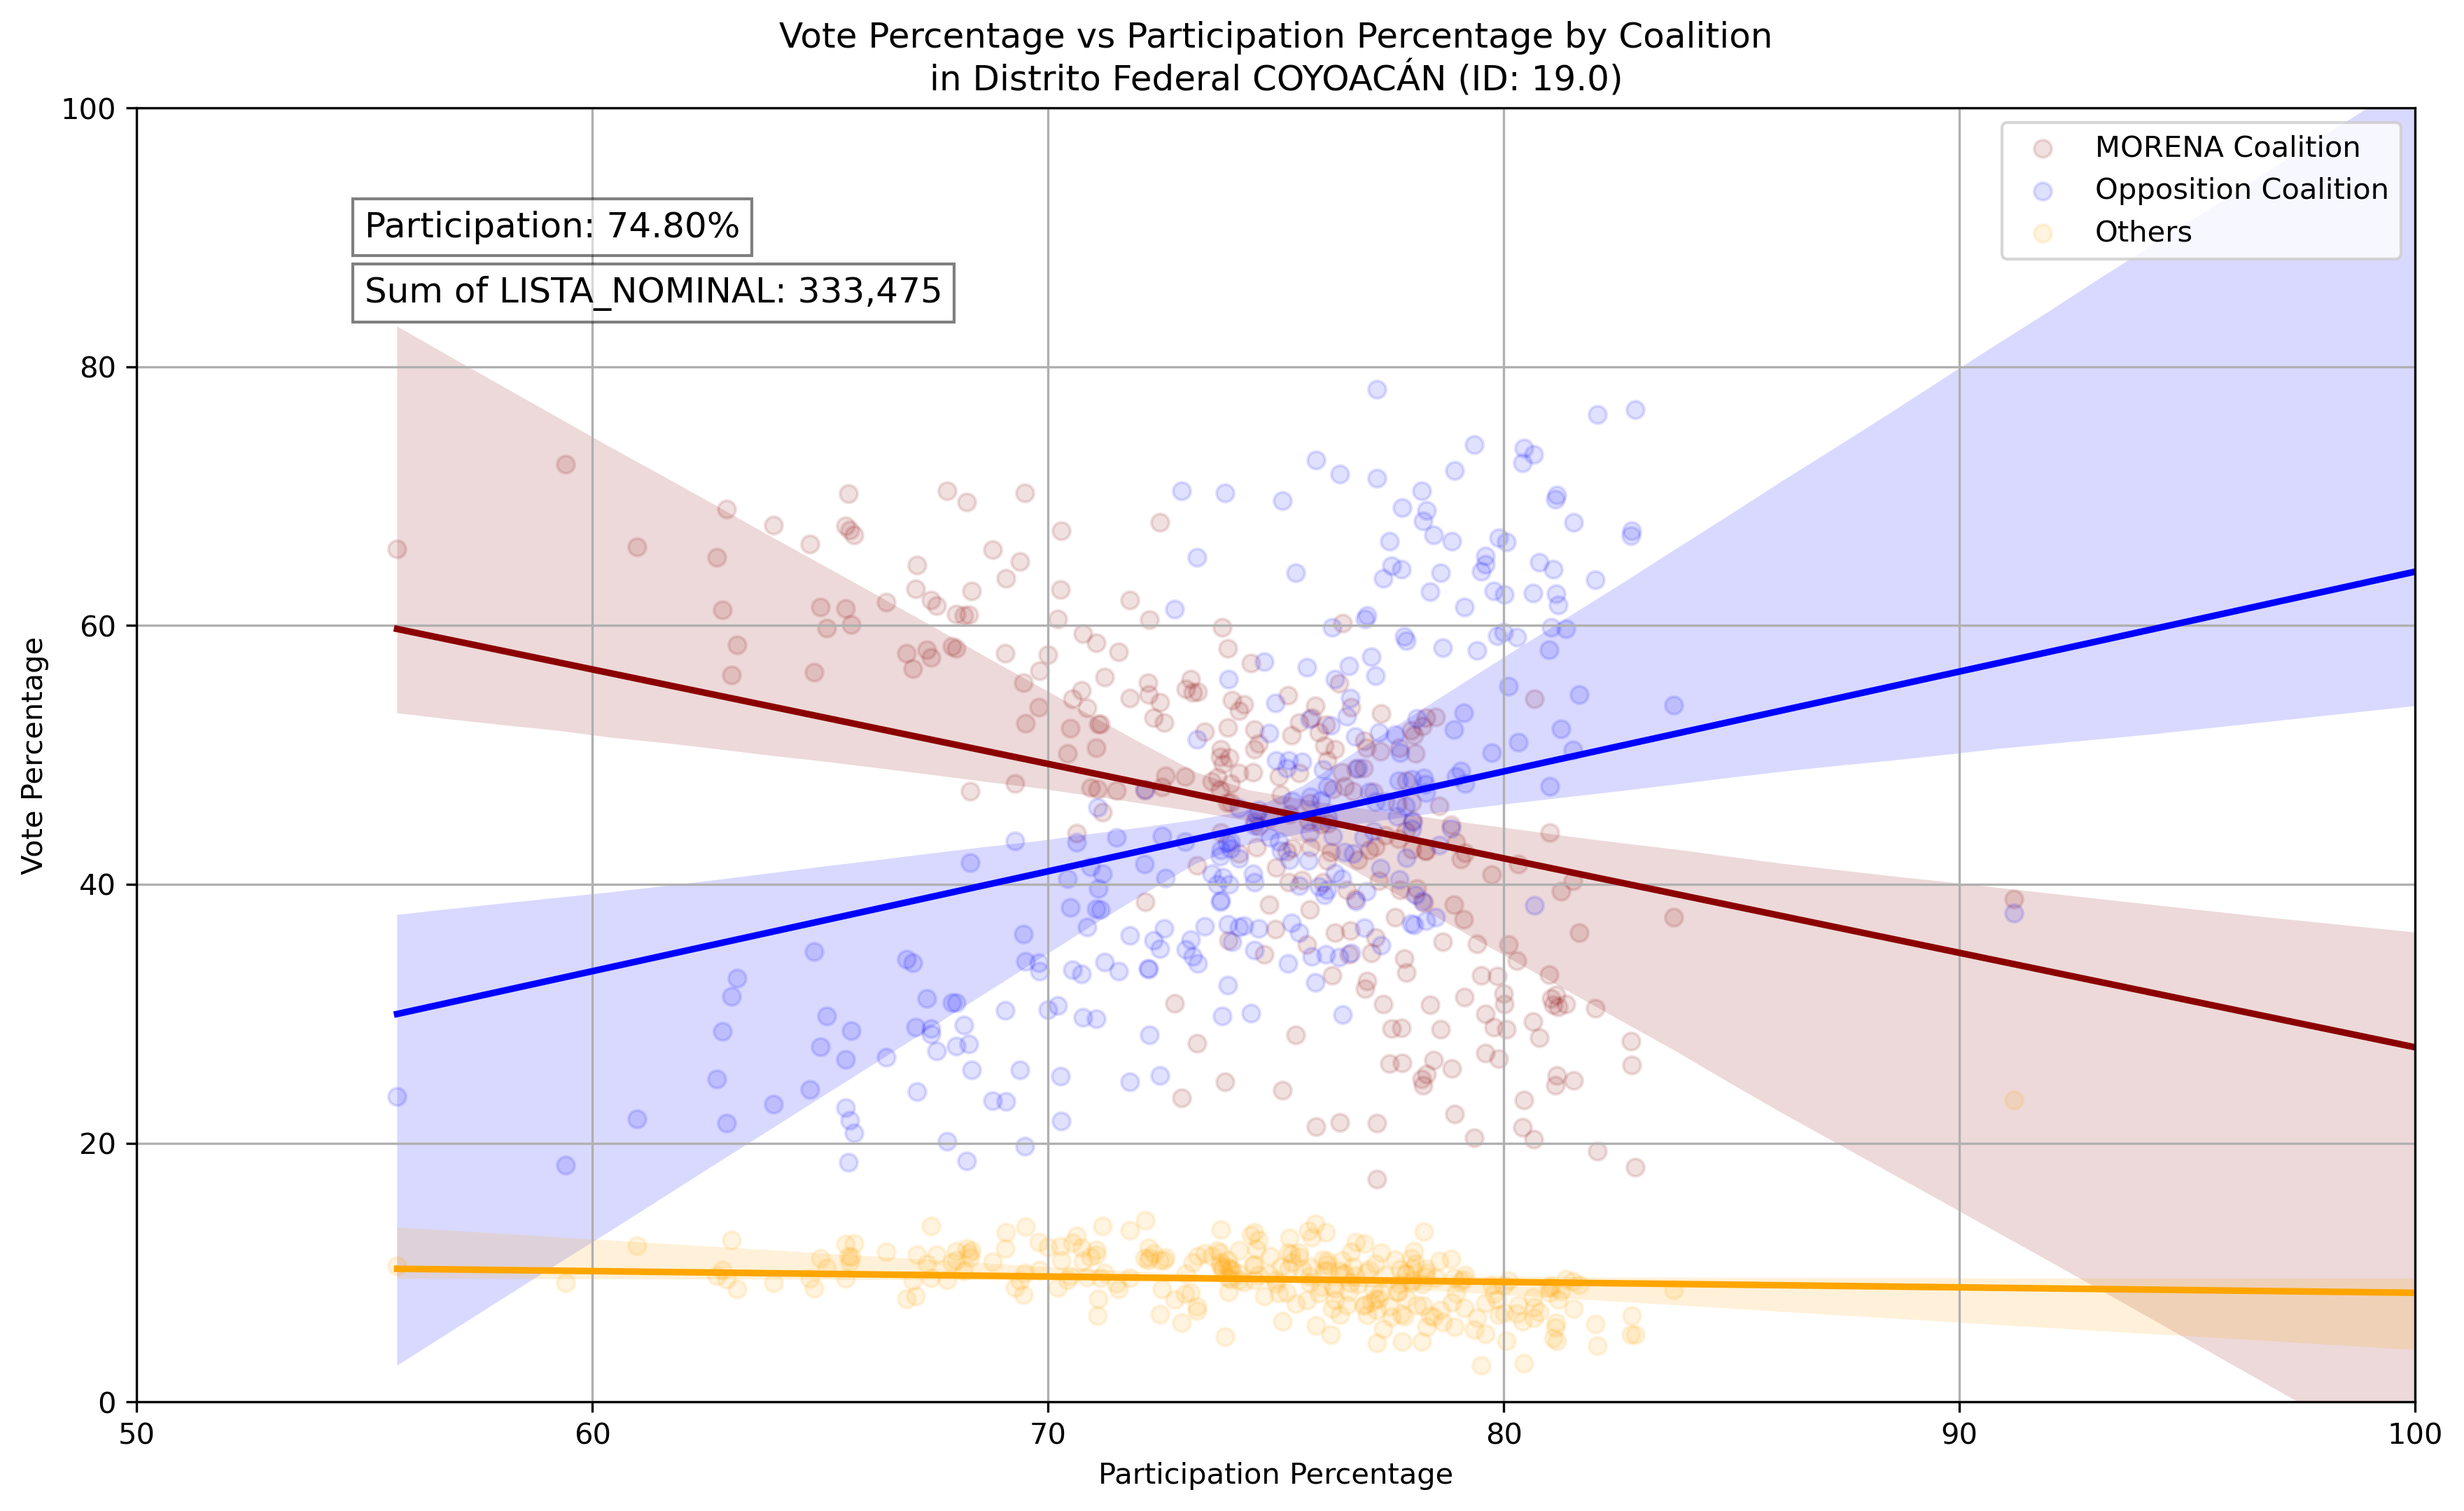 Vote Percentage vs Participation Percentage by Coalition
in Distrito Federal COYOACÁN (ID: 19.0)
100
80
60
40
20
0
Vote Percentage
Participation: 74.80%
Sum of LISTA_NOMINAL: 333,475
MORENA Coalition
Opposition Coalition
Others
50
60
70
80
90
100
Participation Percentage